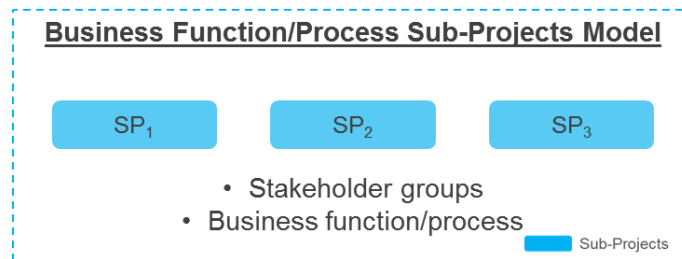 Business Function/Process Sub-Projects Model
SP₁ SP₂ SP₃
• Stakeholder groups
• Business function/process
Sub-Projects